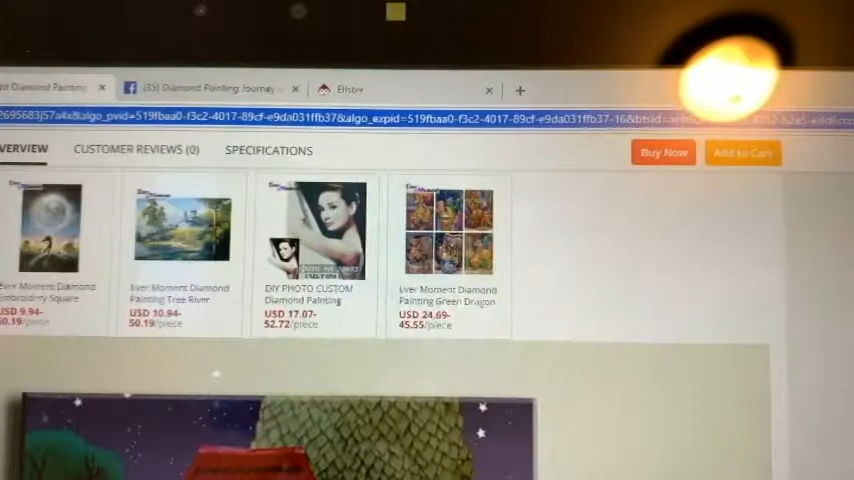 Diamond Painting
(35) Diamond Painting Journey
Elfster
2695683j57a4x&algo_pvid=519fbaa0-f3c2-4017-89cf-e9da031ffb37&algo_expid=519fbaa0-f3c2-4017-89cf-e9da031ffb37-16&btsid=
VERVIEW
CUSTOMER REVIEWS (0)
SPECIFICATIONS
Buy Now
Add to Cart
Ever Moment Diamond
Embroidery Square
USD 9.94-
50.19/piece
Ever Moment Diamond
Painting Tree River
USD 10.94-
50.19/piece
DIY PHOTO CUSTOM
Diamond Painting
USD 17.07-
52.72/piece
Ever Moment Diamond
Painting Green Dragon
USD 24.69-
45.55/piece